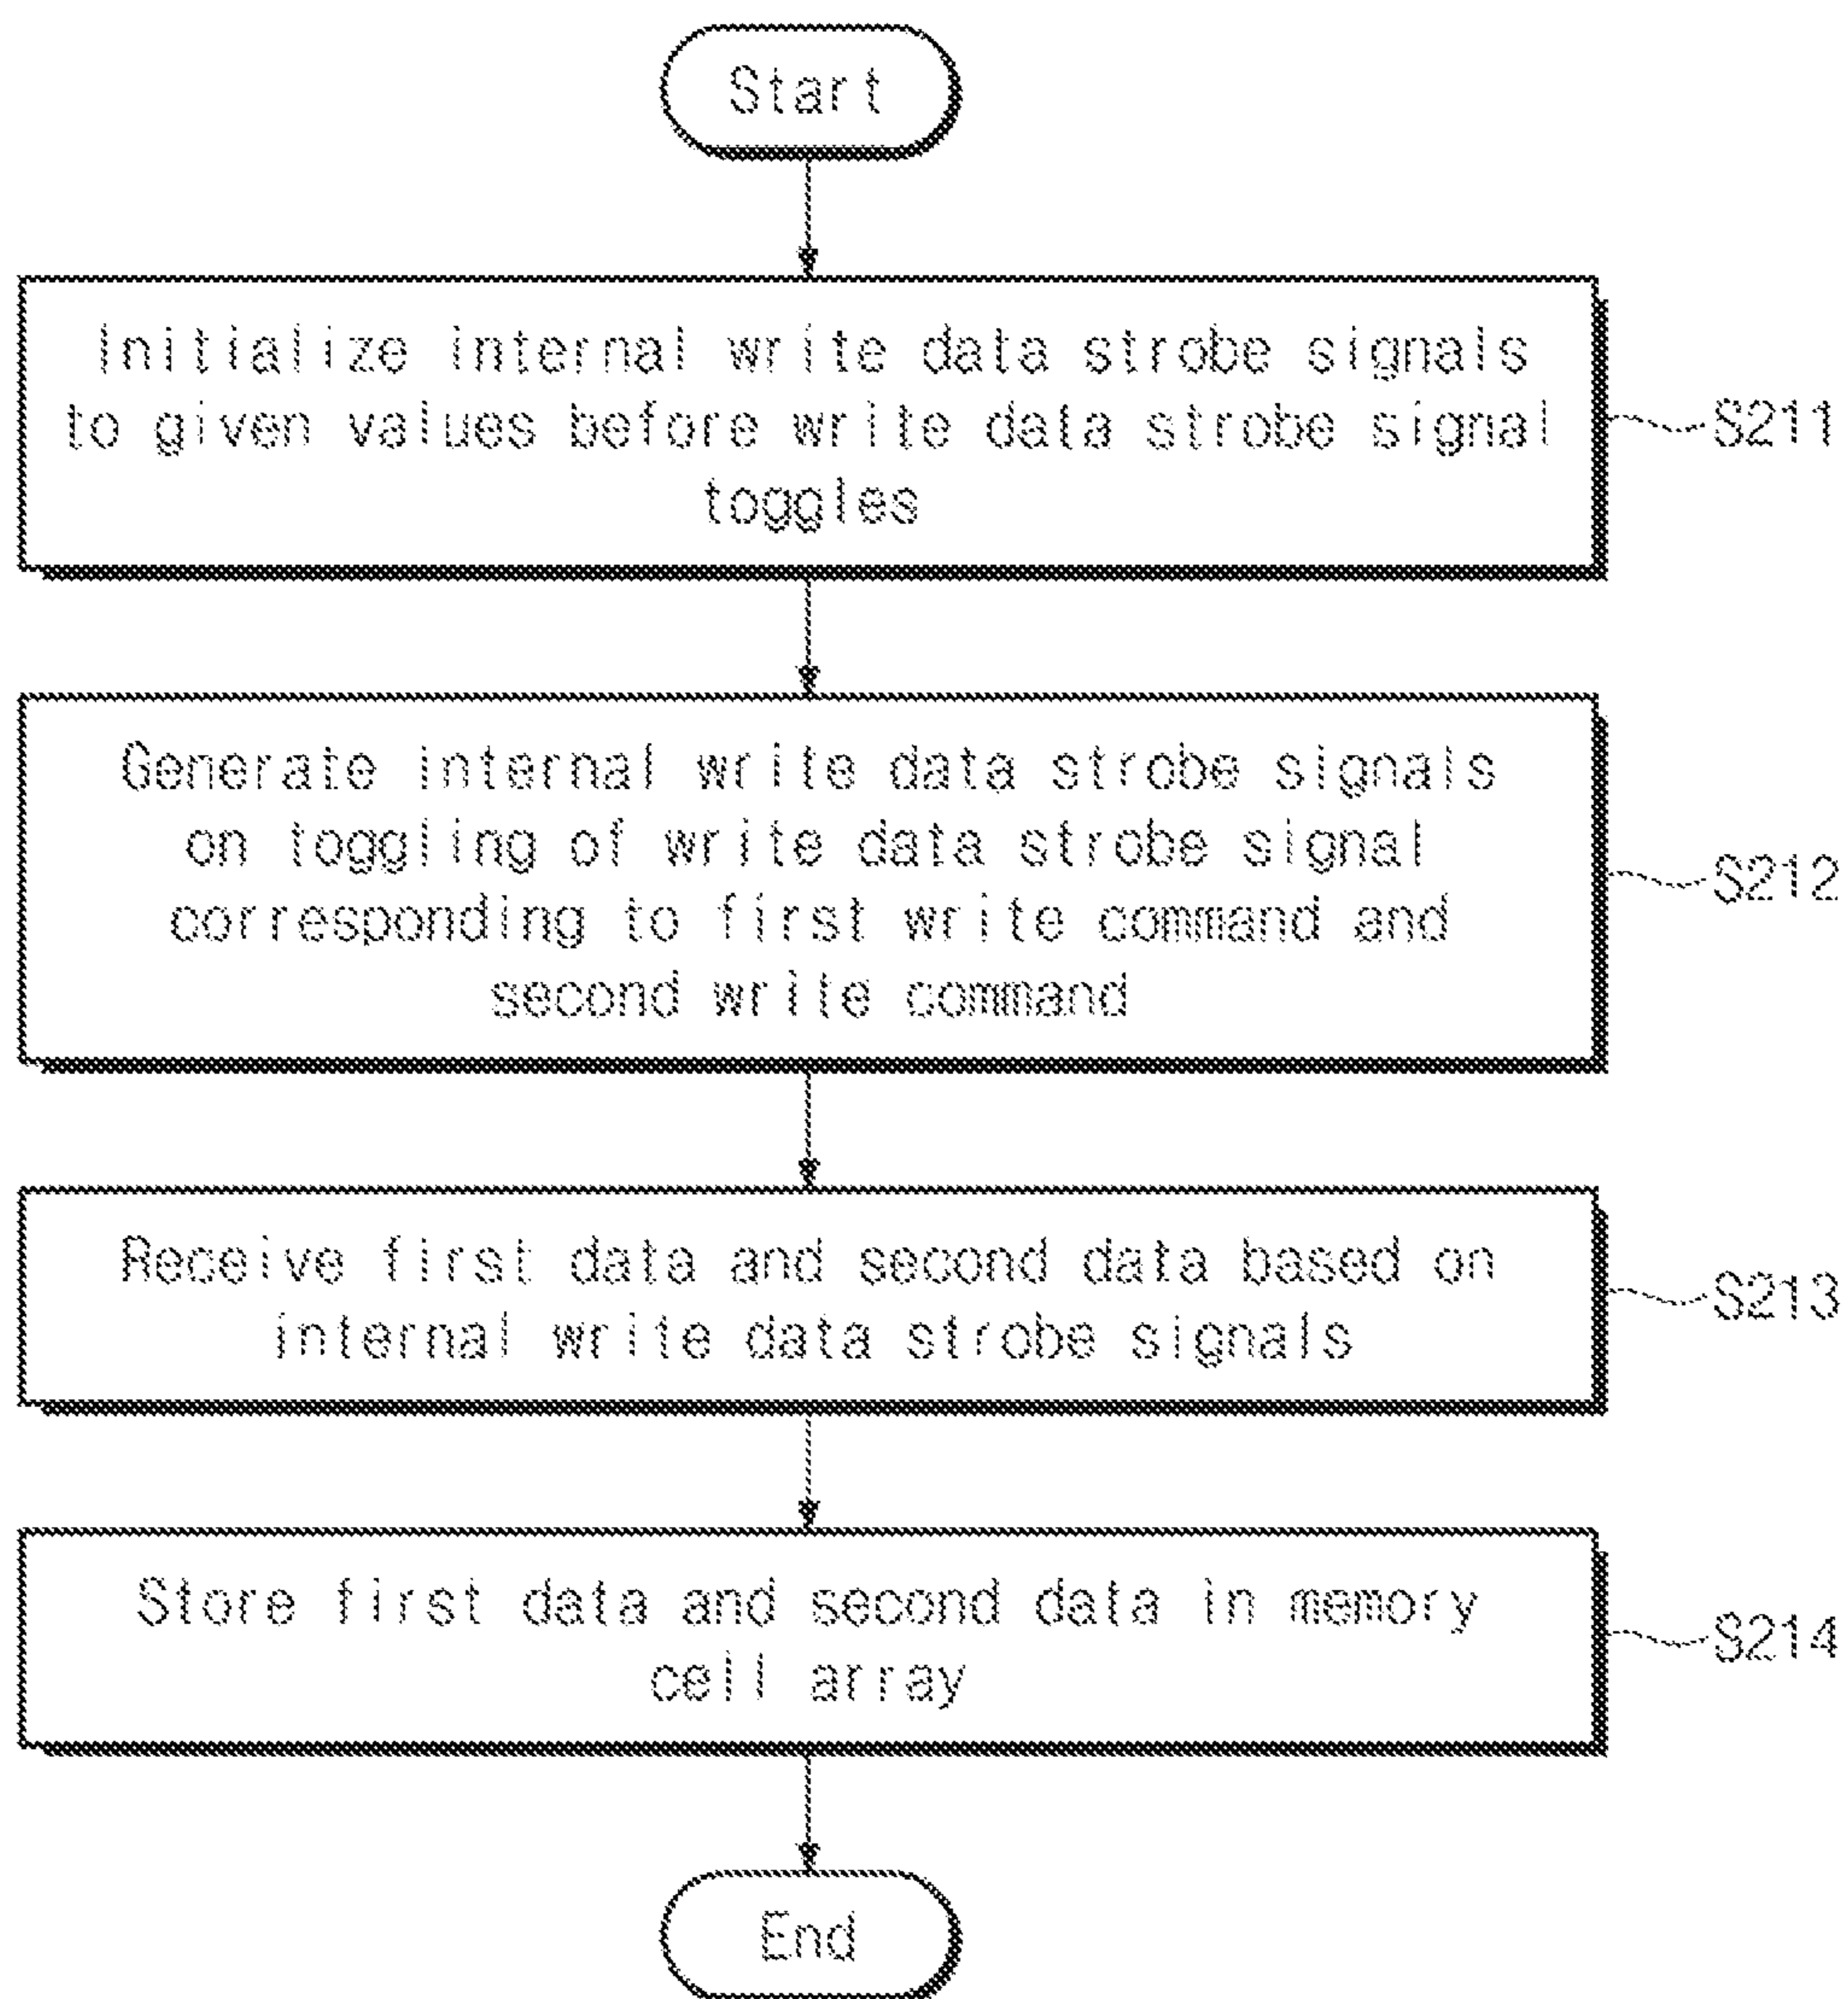 Start
Initialize internal write data strobe signals
to given values before write data strobe signal
toggles
S211
Generate internal write data strobe signals
on toggling of write data strobe signal
corresponding to first write command and
second write command
S212
Receive first data and second data based on
internal write data strobe signals
S213
Store first data and second data in memory
cell array
S214
End